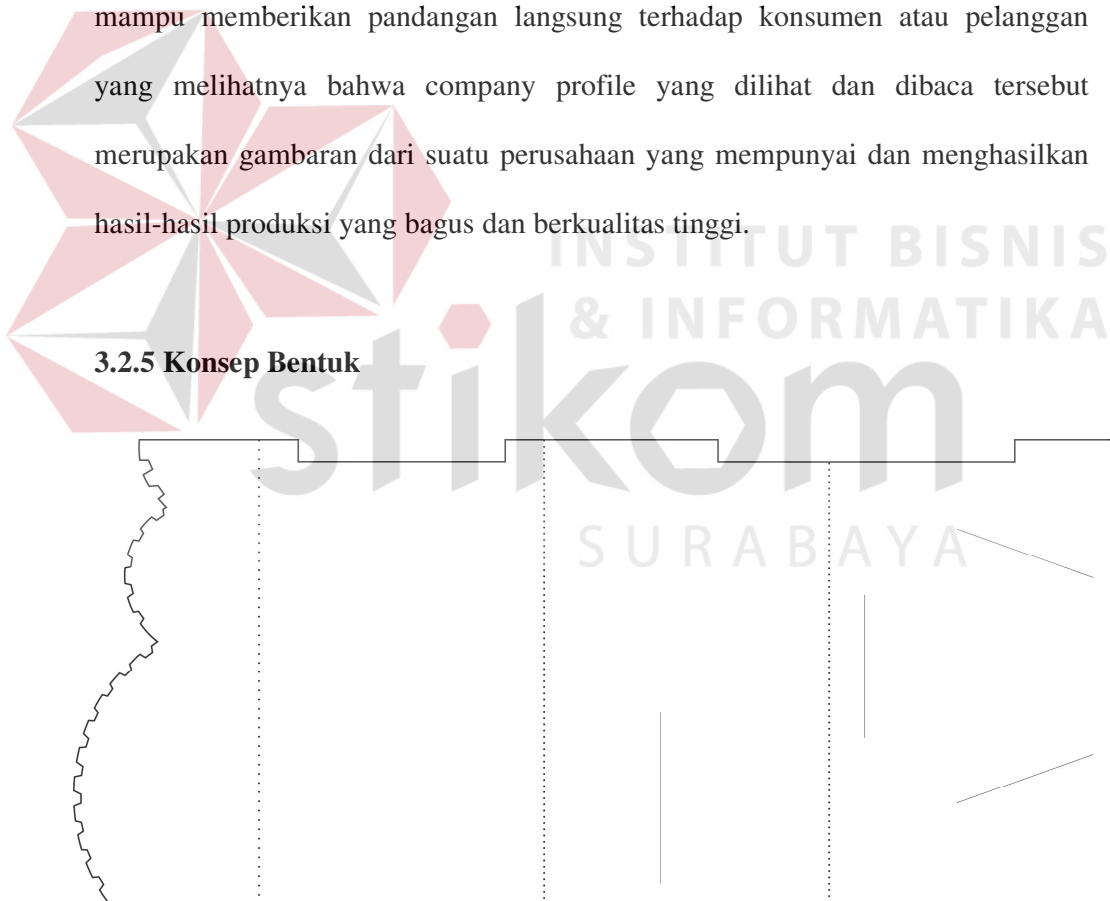 mampu memberikan pandangan langsung terhadap konsumen atau pelanggan
yang melihatnya bahwa company profile yang dilihat dan dibaca tersebut
merupakan gambaran dari suatu perusahaan yang mempunyai dan menghasilkan
hasil-hasil produksi yang bagus dan berkualitas tinggi.
INSTITUT BISNIS
& INFORMATIKA
3.2.5 Konsep Bentuk
stikom
SURABAYA